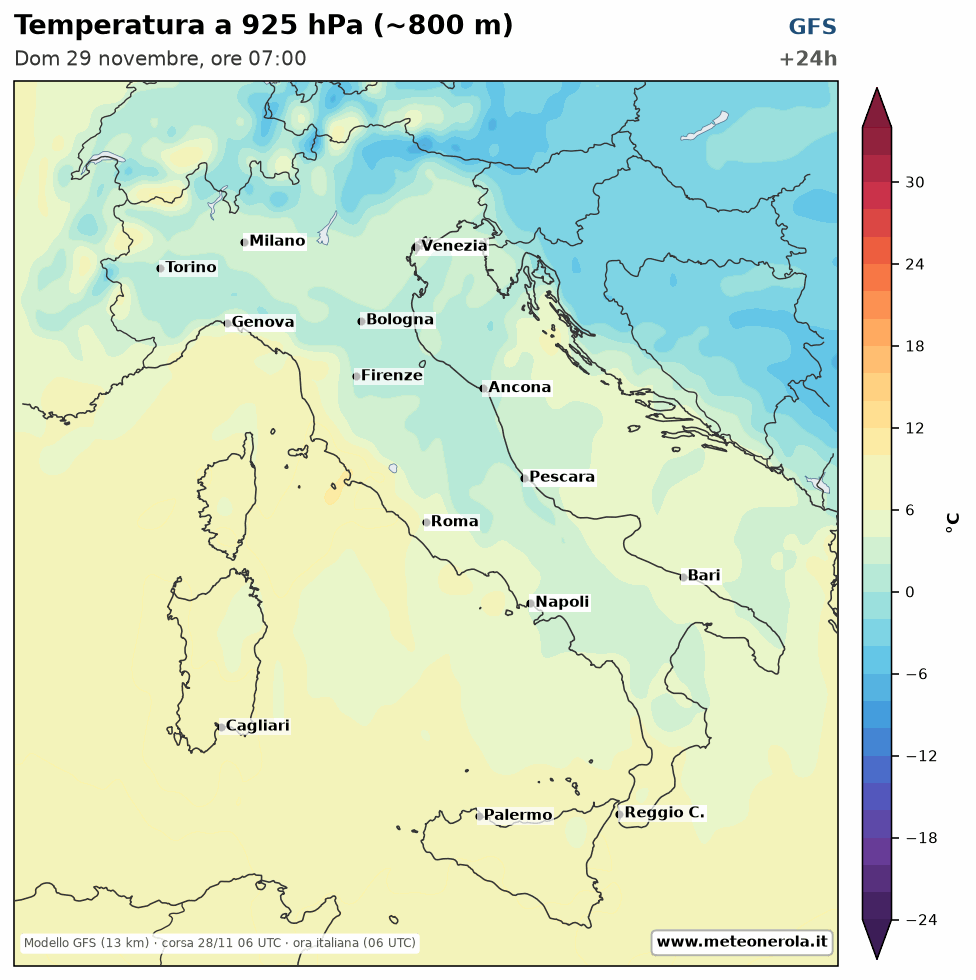 Temperatura a 925 hPa (~800 m)
GFS
Dom 29 novembre, ore 07:00
+24h
Milano
Venezia
Torino
Genova
Bologna
Firenze
Ancona
Pescara
Roma
Bari
Napoli
Cagliari
Palermo
Reggio C.
30
24
18
12
6
0
−6
−12
−18
−24
°C
Modello GFS (13 km) · corsa 28/11 06 UTC · ora italiana (06 UTC)
www.meteonerola.it